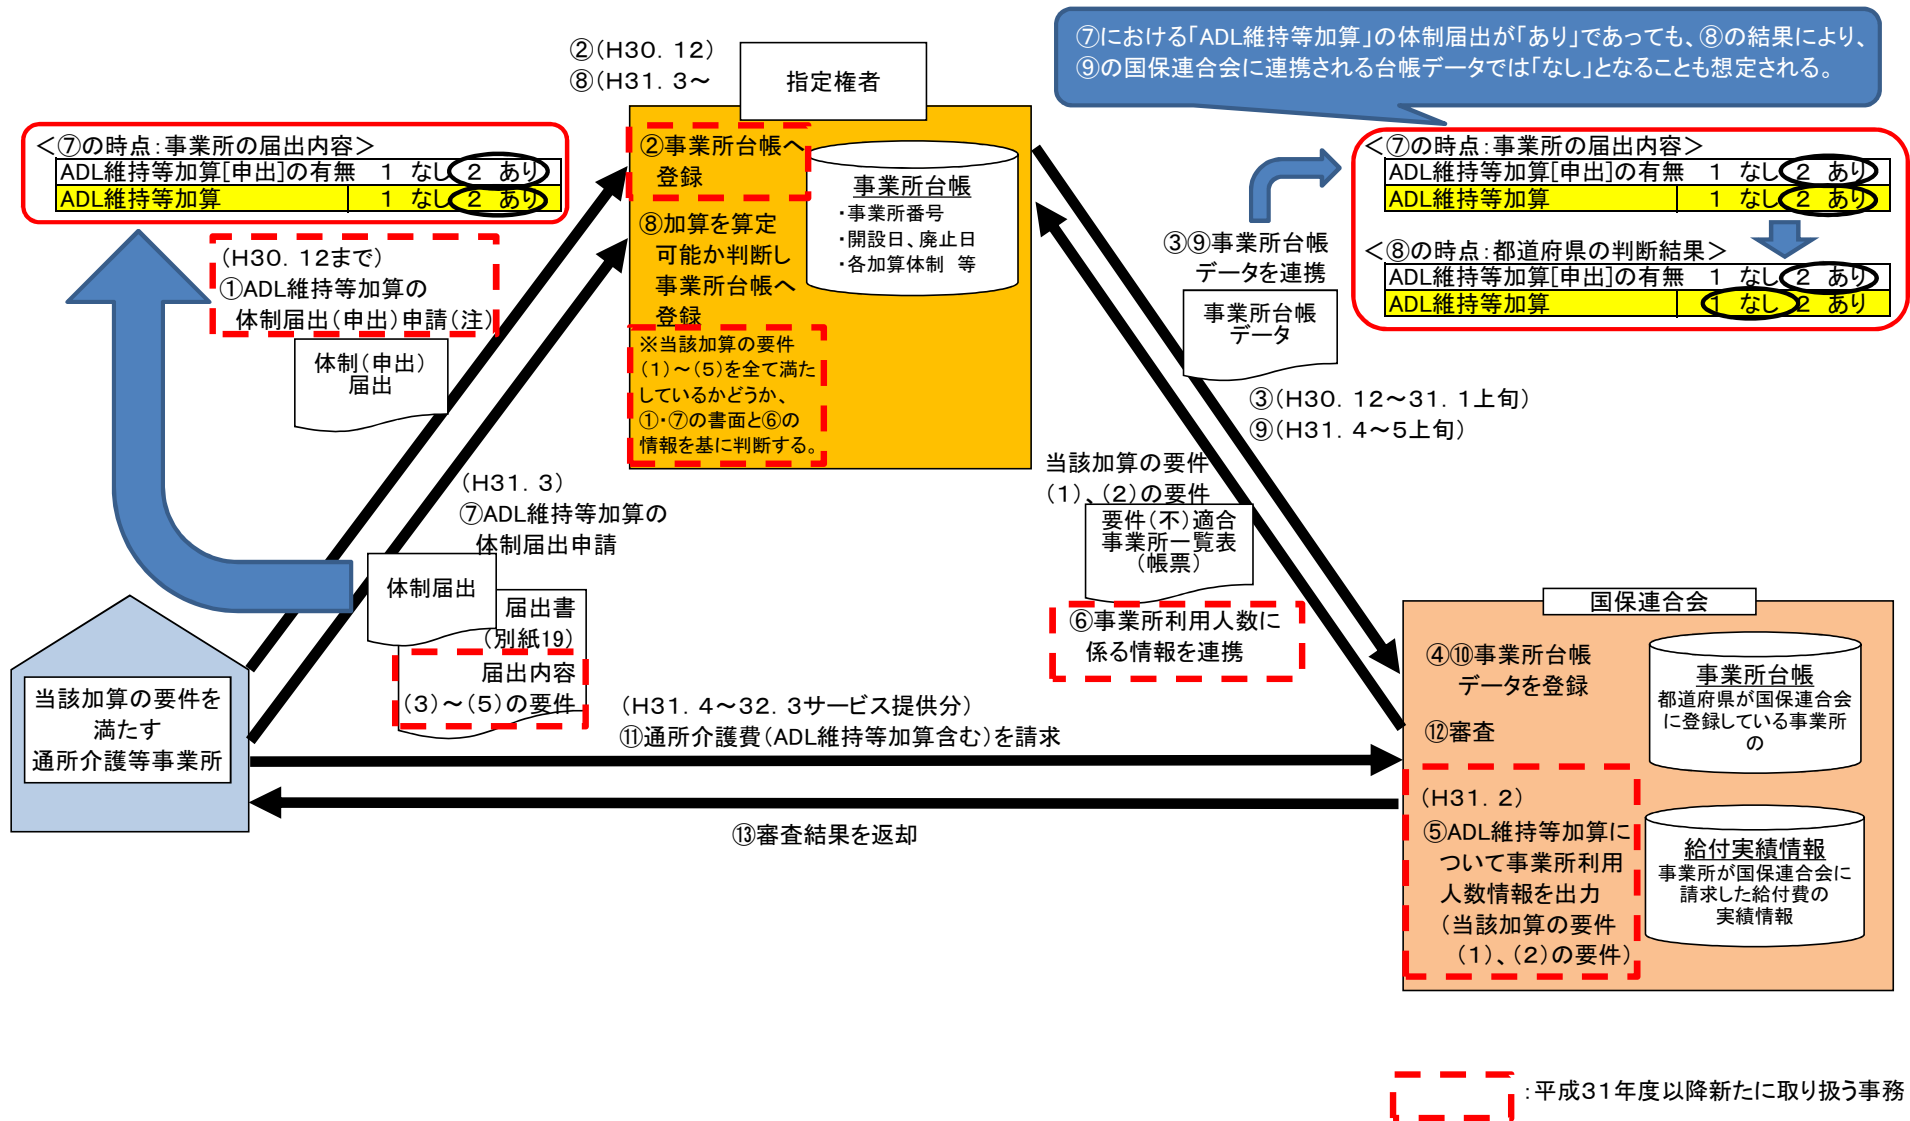 ②(H30.12)
⑧(H31.3～
指定権者
⑦における「ADL維持等加算」の体制届出が「あり」であっても、⑧の結果により、
⑨の国保連合会に連携される台帳データでは「なし」となることも想定される。
＜⑦の時点：事業所の届出内容＞
ADL維持等加算[申出]の有無 1 なし 2 あり
ADL維持等加算 1 なし 2 あり
(H30.12まで)
①ADL維持等加算の
体制届出(申出)申請(注)
体制(申出)
届出
②事業所台帳へ
登録
⑧加算を算定
可能か判断し
事業所台帳へ
登録
※当該加算の要件
(1)～(5)を全て満た
しているかどうか、
①・⑦の書面と⑥の
情報を基に判断する。
事業所台帳
・事業所番号
・開設日、廃止日
・各加算体制 等
③⑨事業所台帳
データを連携
事業所台帳
データ
③(H30.12～31.1上旬)
⑨(H31.4～5上旬)
＜⑦の時点：事業所の届出内容＞
ADL維持等加算[申出]の有無 1 なし 2 あり
ADL維持等加算 1 なし 2 あり
＜⑧の時点：都道府県の判断結果＞
ADL維持等加算[申出]の有無 1 なし 2 あり
ADL維持等加算 1 なし 2 あり
(H31.3)
⑦ADL維持等加算の
体制届出申請
体制届出
届出書
(別紙19)
届出内容
(3)～(5)の要件
当該加算の要件
(1)、(2)の要件
要件(不)適合
事業所一覧表
(帳票)
⑥事業所利用人数に
係る情報を連携
当該加算の要件を
満たす
通所介護等事業所
(H31.4～32.3サービス提供分)
⑪通所介護費(ADL維持等加算含む)を請求
⑬審査結果を返却
国保連合会
④⑩事業所台帳
データを登録
⑫審査
(H31.2)
⑤ADL維持等加算に
ついて事業所利用
人数情報を出力
(当該加算の要件
(1)、(2)の要件)
事業所台帳
都道府県が国保連合会
に登録している事業所
の
給付実績情報
事業所が国保連合会に
請求した給付費の
実績情報
：平成31年度以降新たに取り扱う事務